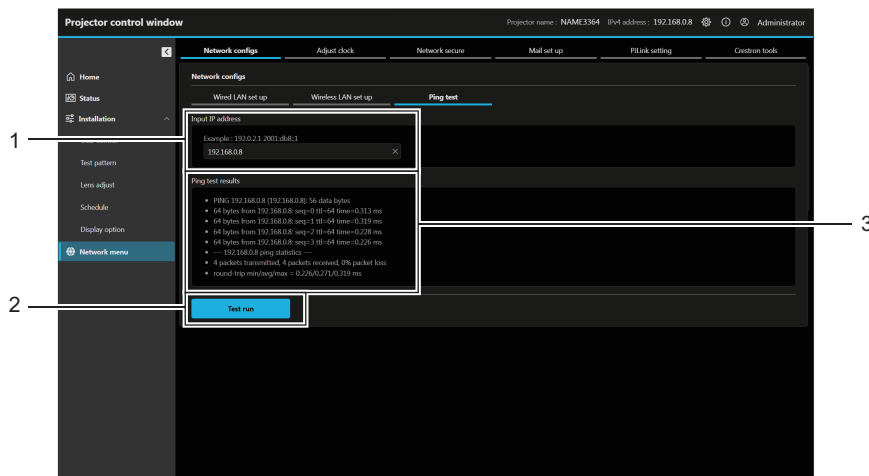 Projector control window
Projector name : NAME3364 IPv4 address : 192.168.0.8 Administrator
Network configs Adjust clock Network secure Mail set up PJLink setting Crestron tools
Home
Status
Installation
Test pattern
Lens adjust
Schedule
Display option
Network menu
Network configs
Wired LAN set up Wireless LAN set up Ping test
1
Input IP address
Example : 192.0.2.1 2001:db8::1
192.168.0.8
Ping test results
PING 192.168.0.8 (192.168.0.8): 56 data bytes
64 bytes from 192.168.0.8: seq=0 ttl=64 time=0.313 ms
64 bytes from 192.168.0.8: seq=1 ttl=64 time=0.319 ms
64 bytes from 192.168.0.8: seq=2 ttl=64 time=0.228 ms
64 bytes from 192.168.0.8: seq=3 ttl=64 time=0.226 ms
--- 192.168.0.8 ping statistics ---
4 packets transmitted, 4 packets received, 0% packet loss
round-trip min/avg/max = 0.226/0.271/0.319 ms
3
2
Test run